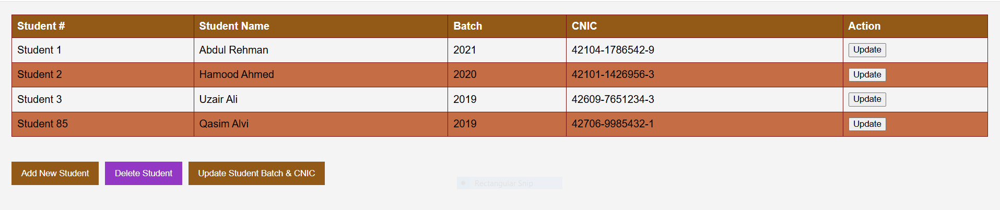 Student # Student Name Batch CNIC Action
Student 1 Abdul Rehman 2021 42104-1786542-9 Update
Student 2 Hamood Ahmed 2020 42101-1426956-3 Update
Student 3 Uzair Ali 2019 42609-7651234-3 Update
Student 85 Qasim Alvi 2019 42706-9985432-1 Update
Add New Student Delete Student Update Student Batch & CNIC
Rectangular Snip